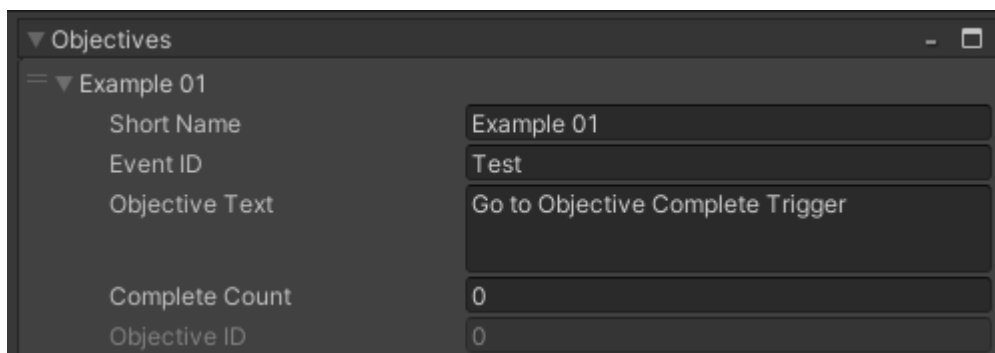 Objectives
Example 01
Short Name Example 01
Event ID Test
Objective Text Go to Objective Complete Trigger
Complete Count 0
Objective ID 0